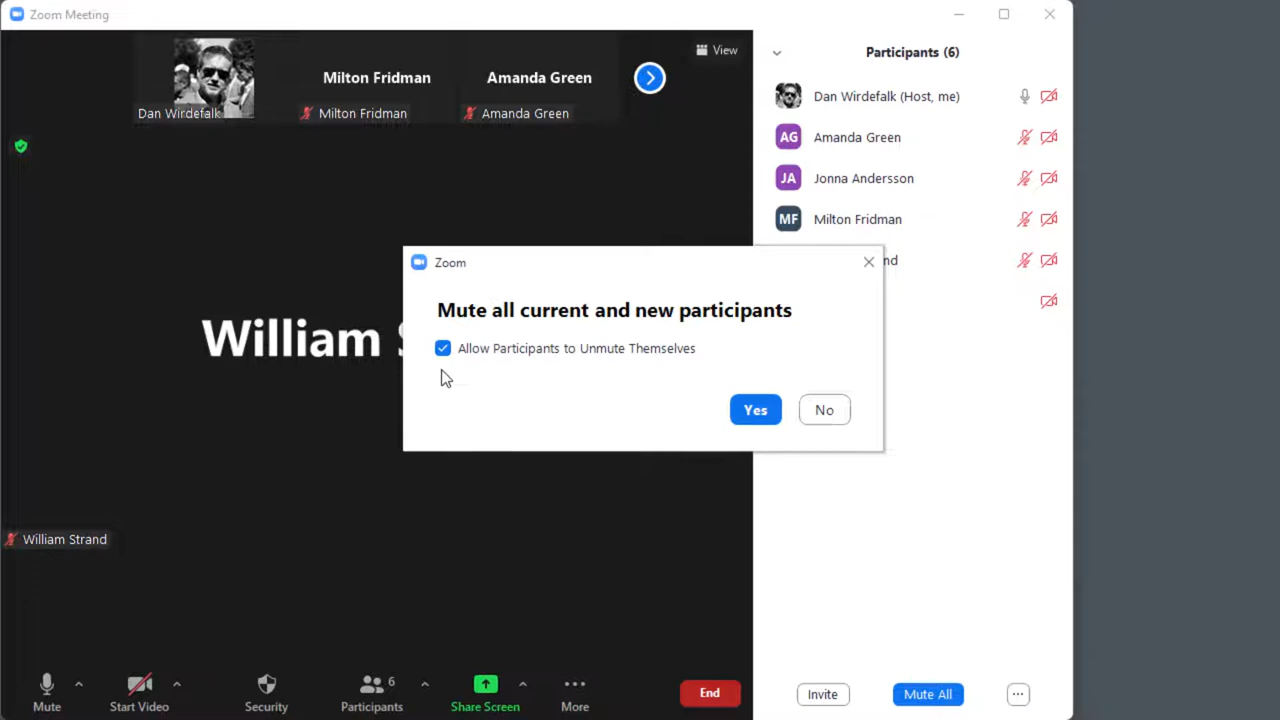 Zoom Meeting
View
Milton Fridman
Amanda Green
Dan Wirdefalk
Milton Fridman
Amanda Green
Participants (6)
Dan Wirdefalk (Host, me)
AG Amanda Green
JA Jonna Andersson
MF Milton Fridman
nd
Zoom
Mute all current and new participants
Allow Participants to Unmute Themselves
Yes
No
William S
William Strand
Mute
Start Video
Security
6
Participants
Share Screen
More
End
Invite
Mute All